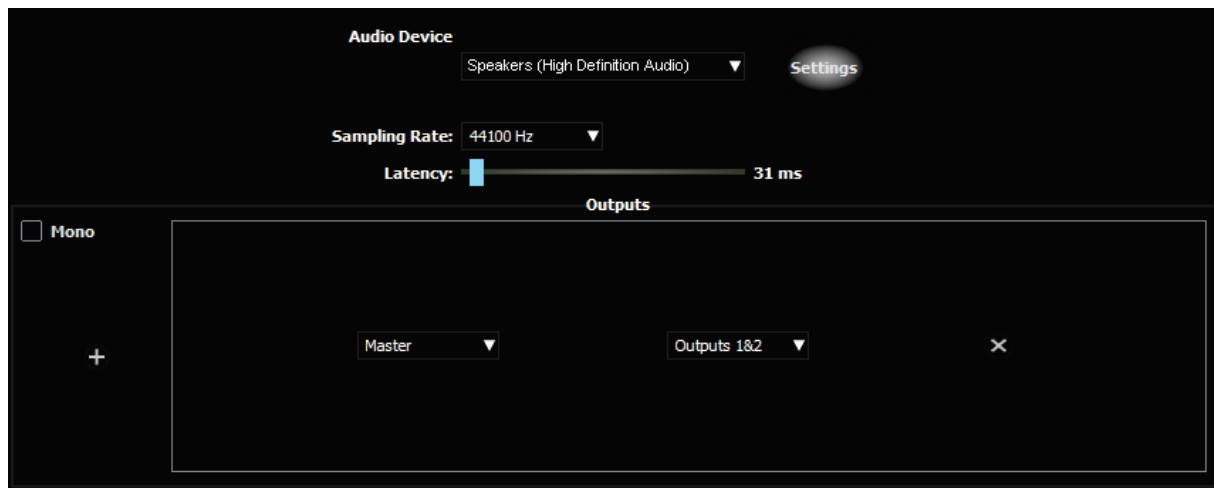 Audio Device
Speakers (High Definition Audio)
Settings
Sampling Rate: 44100 Hz
Latency: 31 ms
Outputs
Mono
Master Outputs 1&2